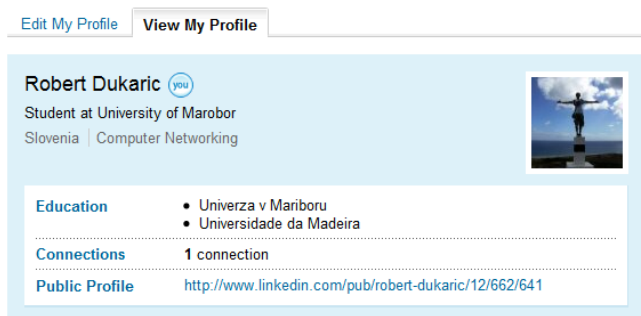 Edit My Profile View My Profile
Robert Dukaric you
Student at University of Marobor
Slovenia | Computer Networking
Education • Univerza v Mariboru
• Universidade da Madeira
Connections 1 connection
Public Profile http://www.linkedin.com/pub/robert-dukaric/12/662/641